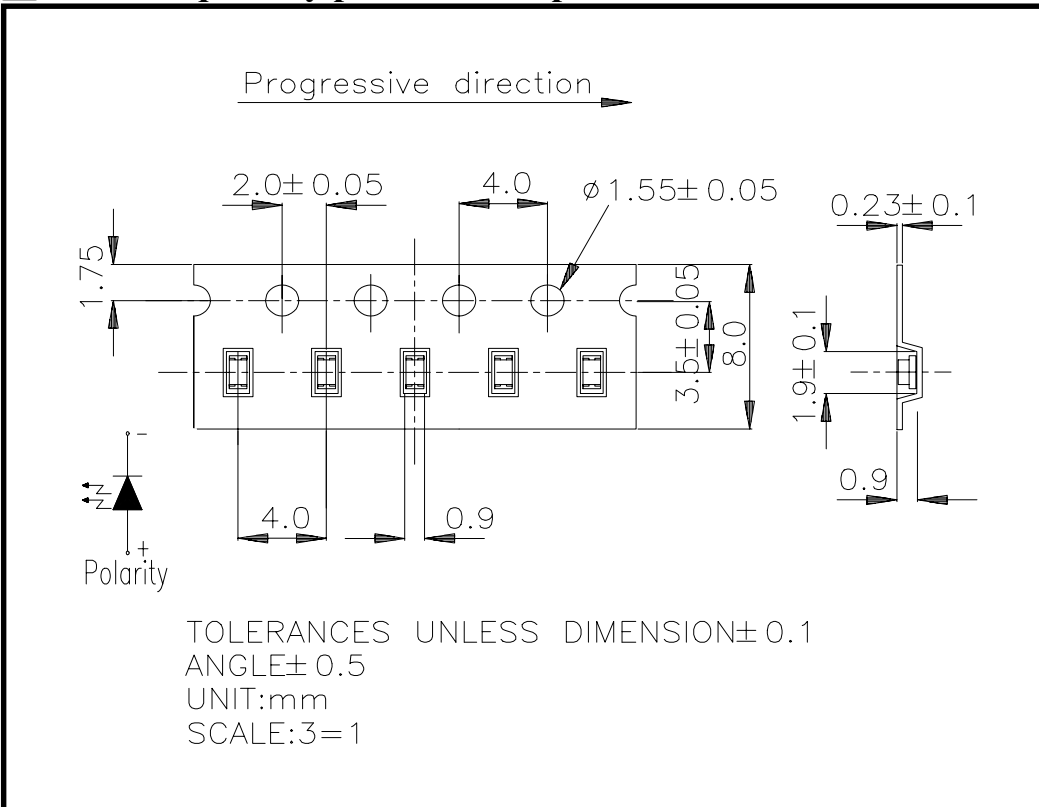 Progressive direction
2.0±0.05
4.0
ø1.55±0.05
0.23±0.1
1.75
3.5±0.05
8.0
1.9±0.1
0.9
-
4.0
0.9
+
Polarity
TOLERANCES UNLESS DIMENSION±0.1
ANGLE±0.5
UNIT:mm
SCALE:3=1